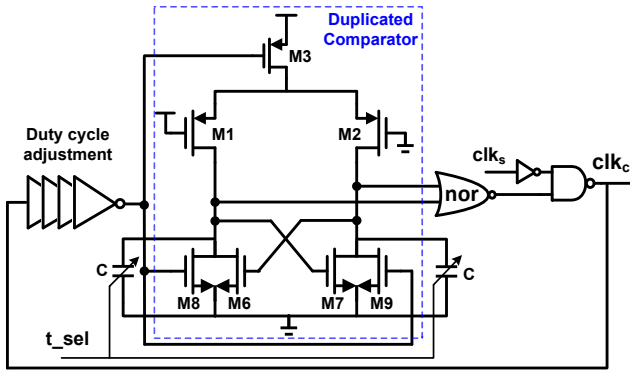 Duplicated
Comparator
M3
M1
M2
Duty cycle
adjustment
clks
clkc
nor
C
C
M8
M6
M7
M9
t_sel